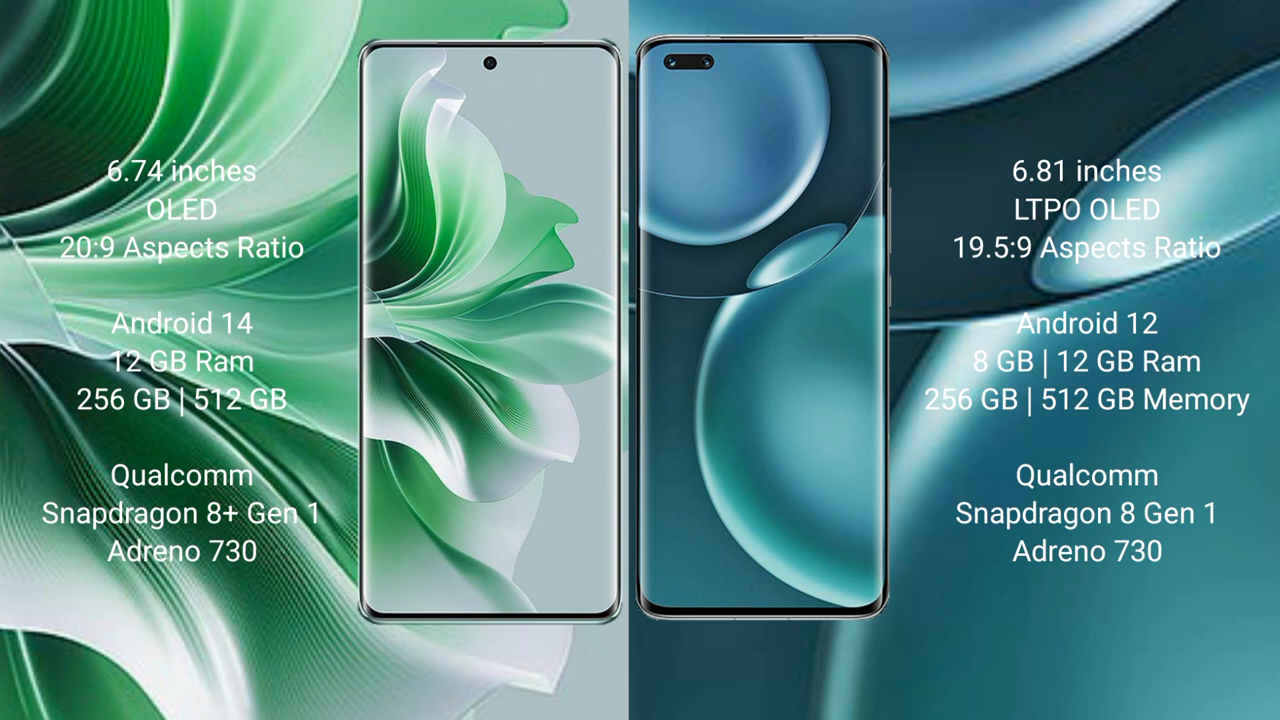 6.74 inches
OLED
20:9 Aspects Ratio
Android 14
12 GB Ram
256 GB | 512 GB
Qualcomm
Snapdragon 8+ Gen 1
Adreno 730
6.81 inches
LTPO OLED
19.5:9 Aspects Ratio
Android 12
8 GB | 12 GB Ram
256 GB | 512 GB Memory
Qualcomm
Snapdragon 8 Gen 1
Adreno 730